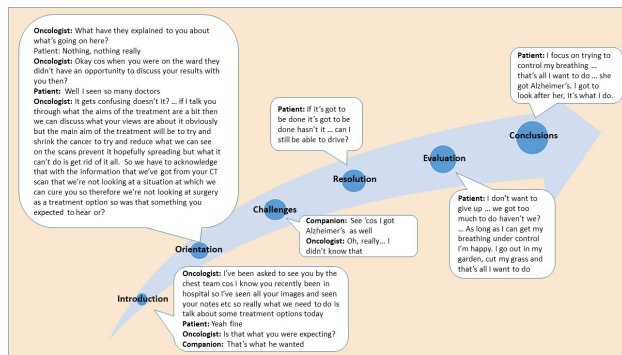 Oncologist: What have they explained to you about
what's going on here?
Patient: Nothing, nothing really
Oncologist: Okay cos when you were on the ward they
didn't have an opportunity to discuss your results with
you then?
Patient: Well I seen so many doctors
Oncologist: It gets confusing doesn't it? ... if I talk you
through what the aims of the treatment are a bit then
we can discuss what your views are about it obviously
but the main aim of the treatment will be to try and
shrink the cancer to try and reduce what we can see
on the scans prevent it hopefully spreading but what it
can't do is get rid of it all. So we have to acknowledge
that with the information that we've got from your CT
scan that we're not looking at a situation at which we
can cure you so therefore we're not looking at surgery
as a treatment option so was that something you
expected to hear or?
Patient: I focus on trying to
control my breathing ...
that's all I want to do ... she
got Alzheimer's. I got to
look after her, it's what I do.
Patient: If it's got to
be done it's got to be
done hasn't it ... can I
still be able to drive?
Conclusions
Evaluation
Resolution
Challenges
Orientation
Introduction
Companion: See 'cos I got
Alzheimer's as well
Oncologist: Oh, really... I
didn't know that
Patient: I don't want to
give up ... we got too
much to do haven't we?
... As long as I can get my
breathing under control
I'm happy. I go out in my
garden, cut my grass and
that's all I want to do
Oncologist: I've been asked to see you by the
chest team cos I know you recently been in
hospital so I've seen all your images and seen
your notes etc so really what we need to do is
talk about some treatment options today
Patient: Yeah fine
Oncologist: Is that what you were expecting?
Companion: That's what he wanted